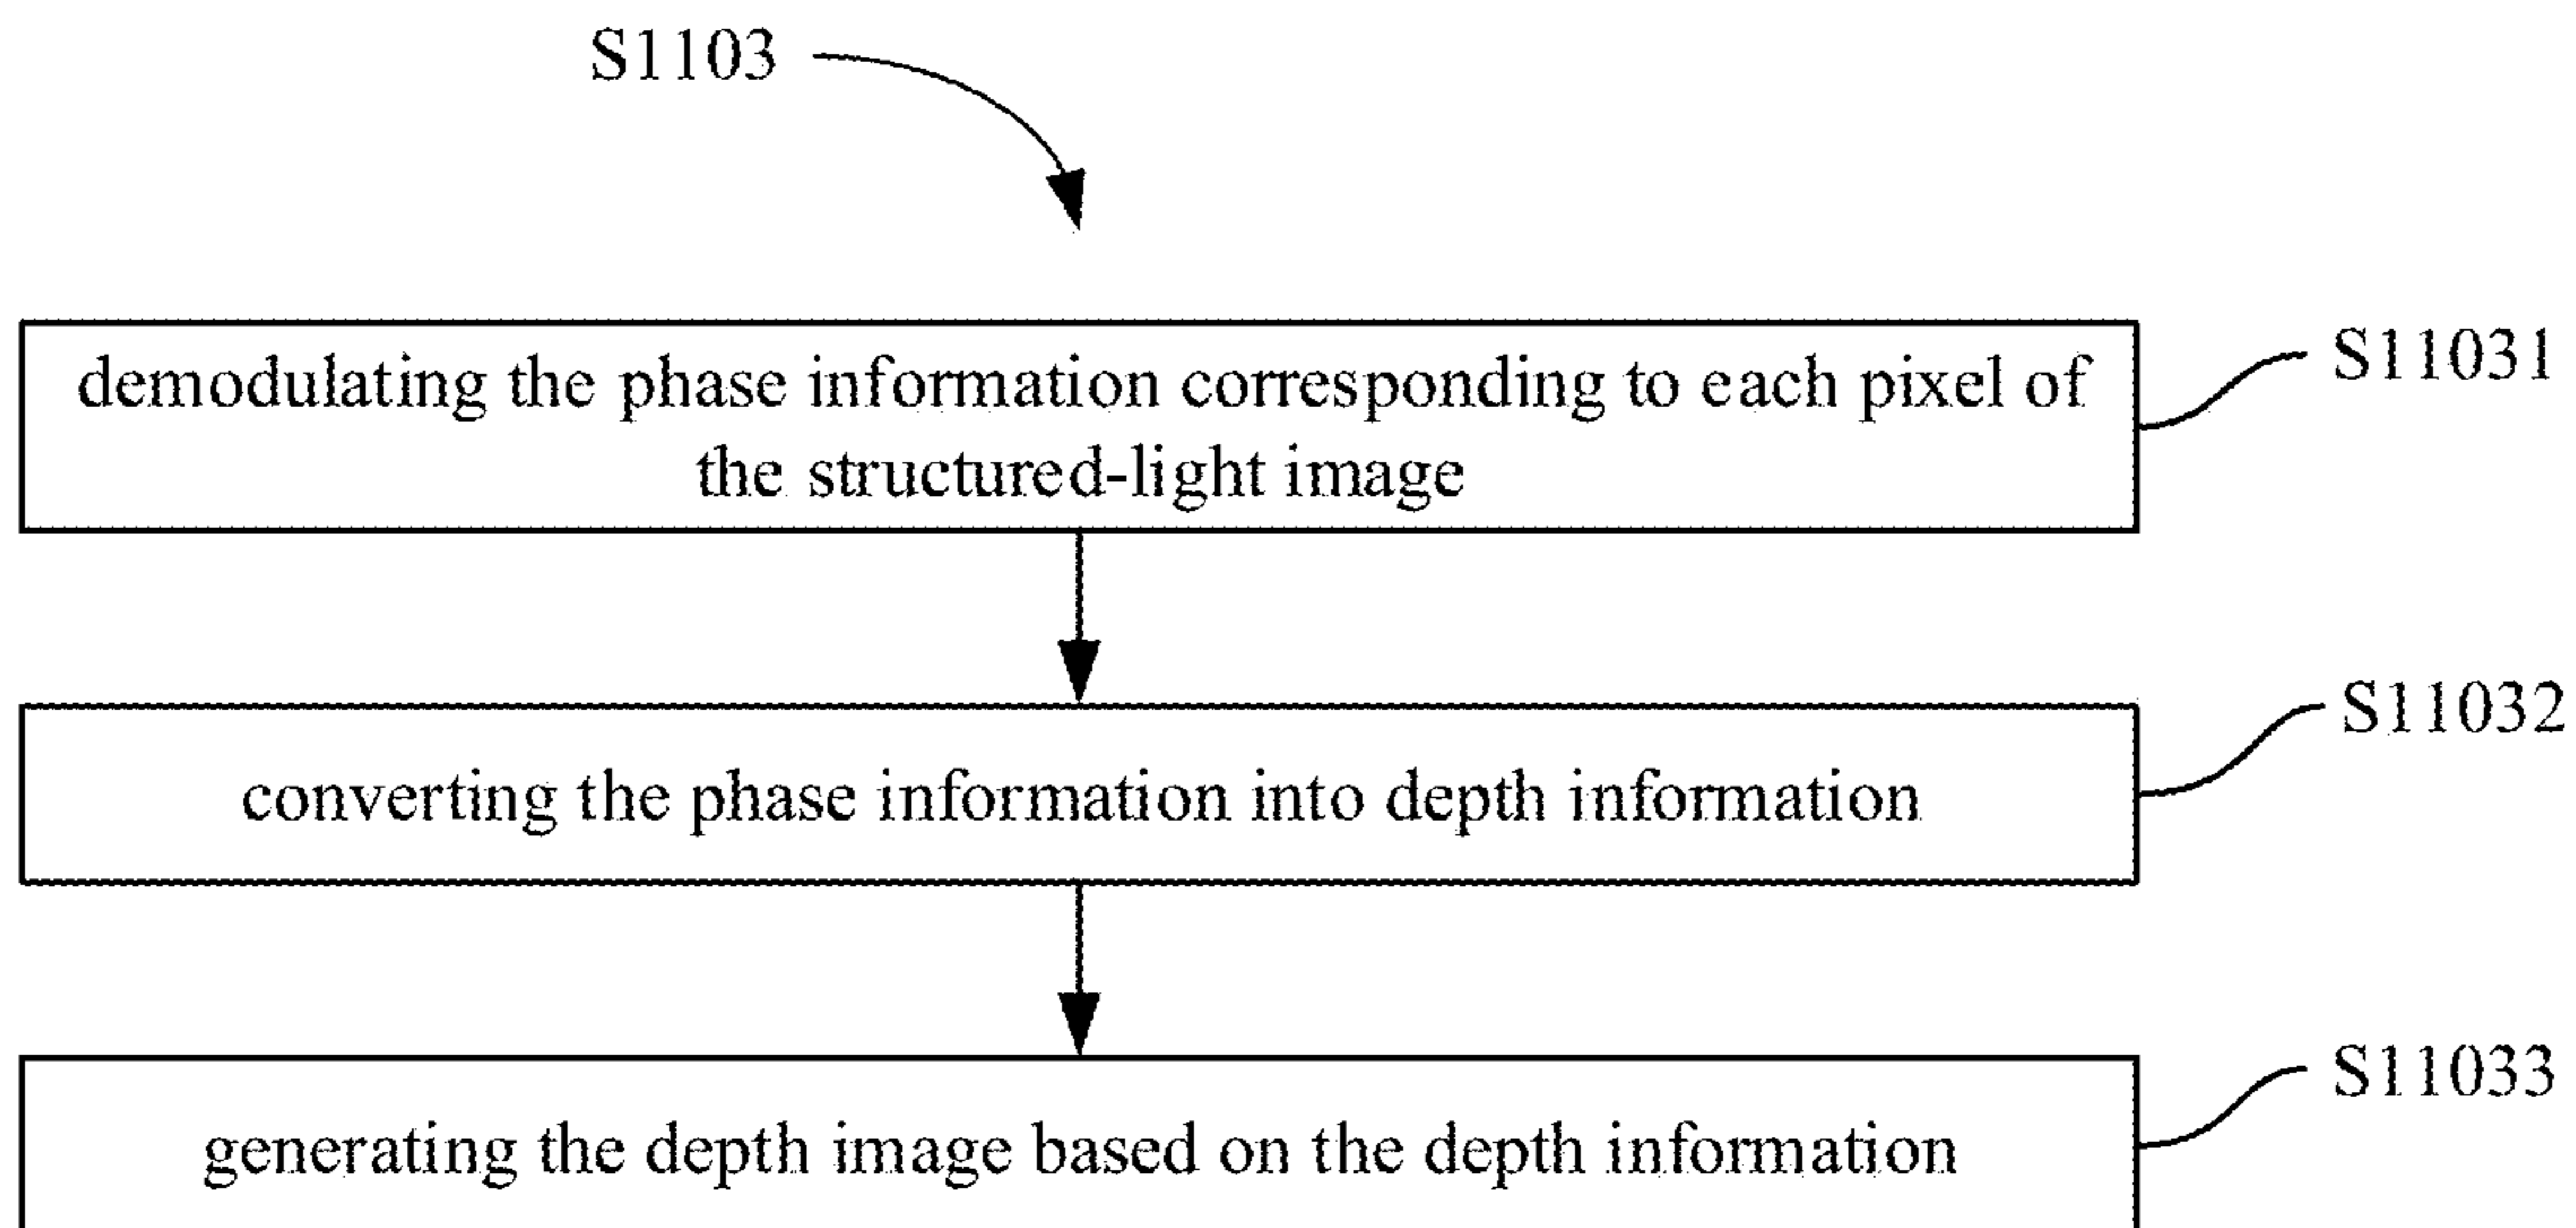 S1103
demodulating the phase information corresponding to each pixel of
the structured-light image
S11031
converting the phase information into depth information
S11032
generating the depth image based on the depth information
S11033